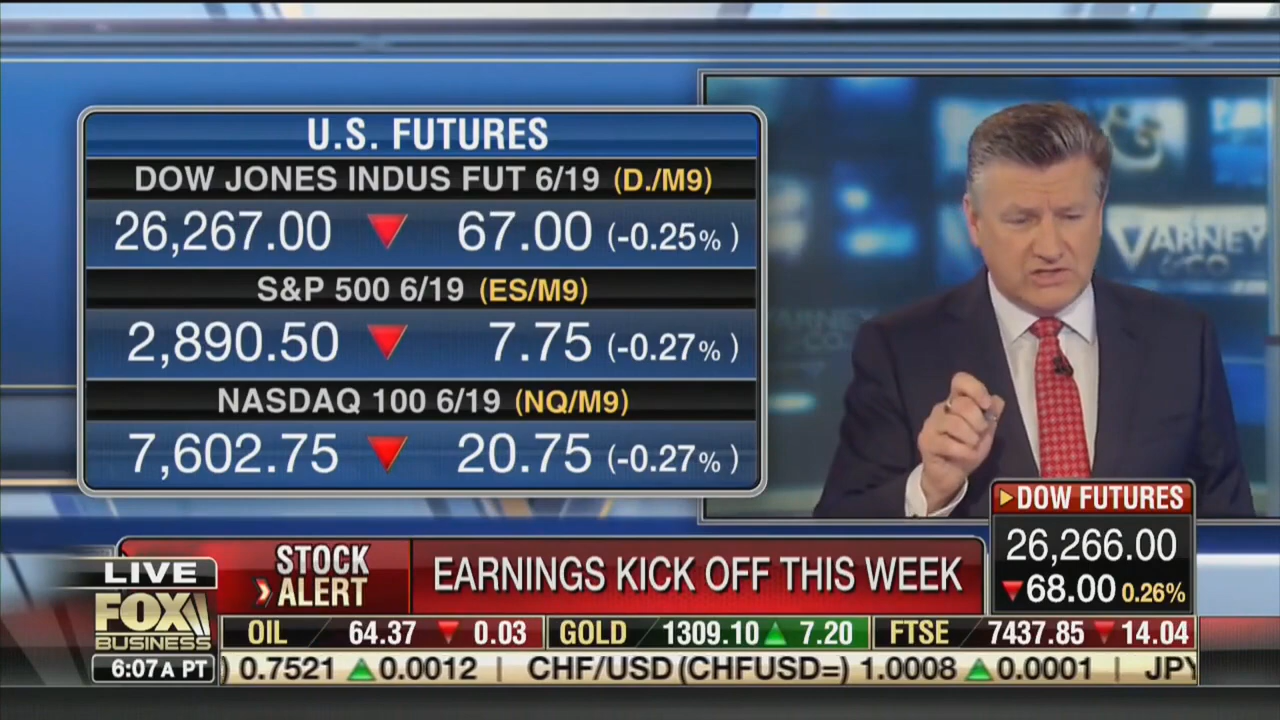 U.S. FUTURES
DOW JONES INDUS FUT 6/19 (D./M9)
26,267.00 ▼ 67.00 (-0.25%)
S&P 500 6/19 (ES/M9)
2,890.50 ▼ 7.75 (-0.27%)
NASDAQ 100 6/19 (NQ/M9)
7,602.75 ▼ 20.75 (-0.27%)
VARNEY
& CO
DOW FUTURES
26,266.00
▼68.00 0.26%
STOCK
ALERT
EARNINGS KICK OFF THIS WEEK
LIVE
FOX
BUSINESS
6:07A PT
OIL 64.37 ▼ 0.03 GOLD 1309.10 ▲ 7.20 FTSE 7437.85 ▼ 14.04
) 0.7521 ▲0.0012 | CHF/USD (CHFUSD=) 1.0008 ▲0.0001 | JPY